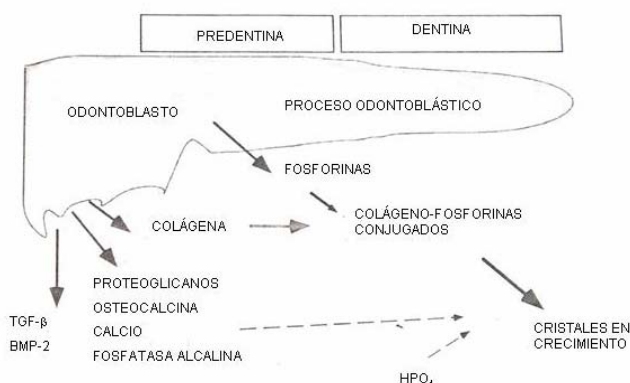 PREDENTINA
DENTINA
ODONTOBLASTO
PROCESO ODONTOBLÁSTICO
FOSFORINAS
COLÁGENA
COLÁGENO-FOSFORINAS
CONJUGADOS
PROTEOGLICANOS
OSTEOCALCINA
CALCIO
FOSFATASA ALCALINA
TGF-β
BMP-2
CRISTALES EN
CRECIMIENTO
HPO₄